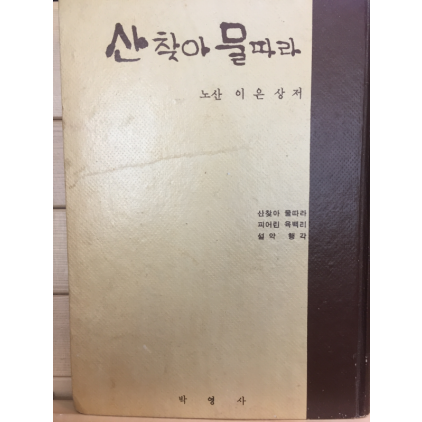 산찾아 물따라
노산 이은상 저
산찾아 물따라
피어린 육백리
설악 행각
박영사